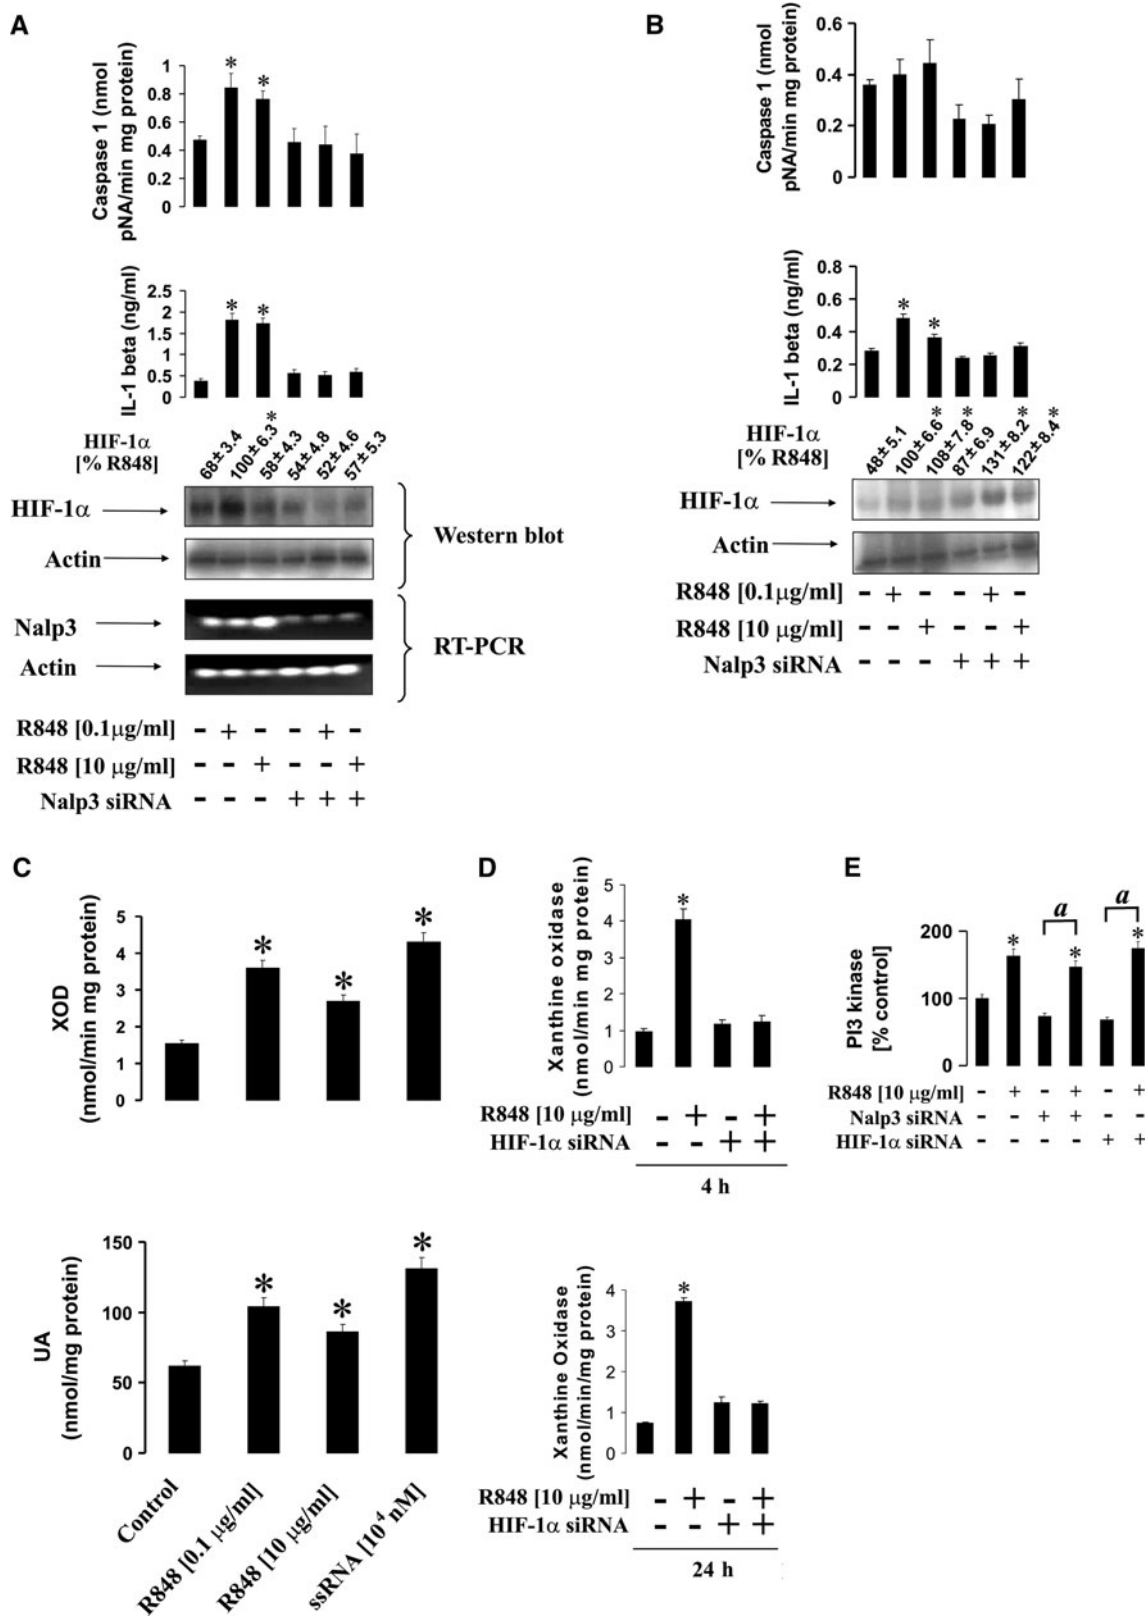 A
Caspase 1 (nmol
pNA/min mg protein)
1
0.8
0.6
0.4
0.2
0
* *
IL-1 beta (ng/ml)
2.5
2
1.5
1
0.5
0
* *
HIF-1α
[% R848]
68±3.4 100±6.3* 58±4.3 54±4.8 52±4.6 57±5.3
HIF-1α
Actin
Western blot
Nalp3
Actin
RT-PCR
R848 [0.1μg/ml] - + - - + -
R848 [10 μg/ml] - - + - - +
Nalp3 siRNA - - - + + +
B
Caspase 1 (nmol
pNA/min mg protein)
0.6
0.4
0.2
0
IL-1 beta (ng/ml)
0.8
0.6
0.4
0.2
0
* *
HIF-1α
[% R848]
48±5.1 100±6.6* 108±7.8* 87±6.9 131±8.2* 122±8.4*
HIF-1α
Actin
R848 [0.1μg/ml] - + - - + -
R848 [10 μg/ml] - - + - - +
Nalp3 siRNA - - - + + +
C
XOD
(nmol/min mg protein)
5
4
3
2
1
0
* * *
UA
(nmol/mg protein)
150
100
50
0
* * *
Control
R848 [0.1 μg/ml]
R848 [10 μg/ml]
ssRNA [10⁴ nM]
D
Xanthine oxidase
(nmol/min mg protein)
5
4
3
2
1
0
*
R848 [10 μg/ml] - + - +
HIF-1α siRNA - - + +
4 h
Xanthine Oxidase
(nmol/min/mg protein)
4
3
2
1
0
*
R848 [10 μg/ml] - + - +
HIF-1α siRNA - - + +
24 h
E
PI3 kinase
[% control]
200
100
0
a a
* * *
R848 [10 μg/ml] - + - + - +
Nalp3 siRNA - - + + - -
HIF-1α siRNA - - - - + +